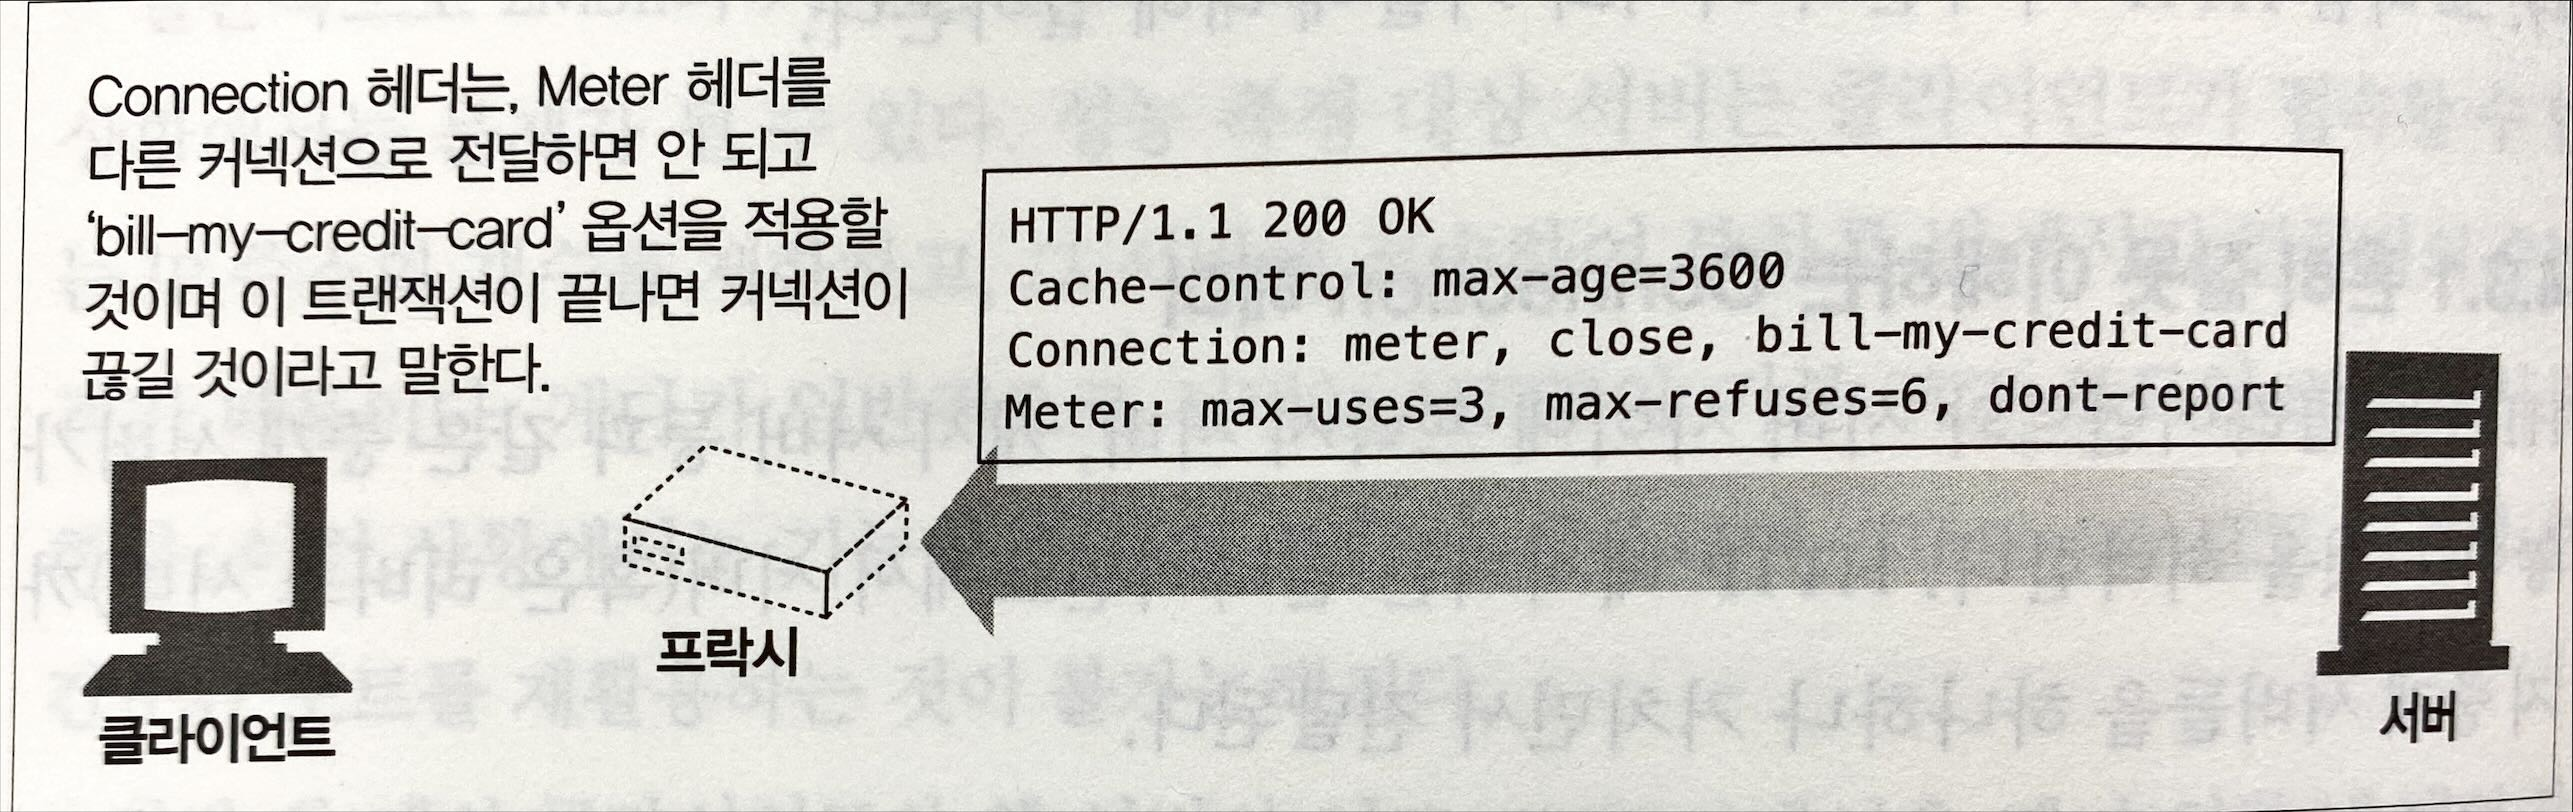 Connection 헤더는, Meter 헤더를
다른 커넥션으로 전달하면 안 되고
‘bill–my–credit–card’ 옵션을 적용할
것이며 이 트랜잭션이 끝나면 커넥션이
끊길 것이라고 말한다.
HTTP/1.1 200 OK
Cache-control: max-age=3600
Connection: meter, close, bill-my-credit-card
Meter: max-uses=3, max-refuses=6, dont-report
프락시
클라이언트
서버